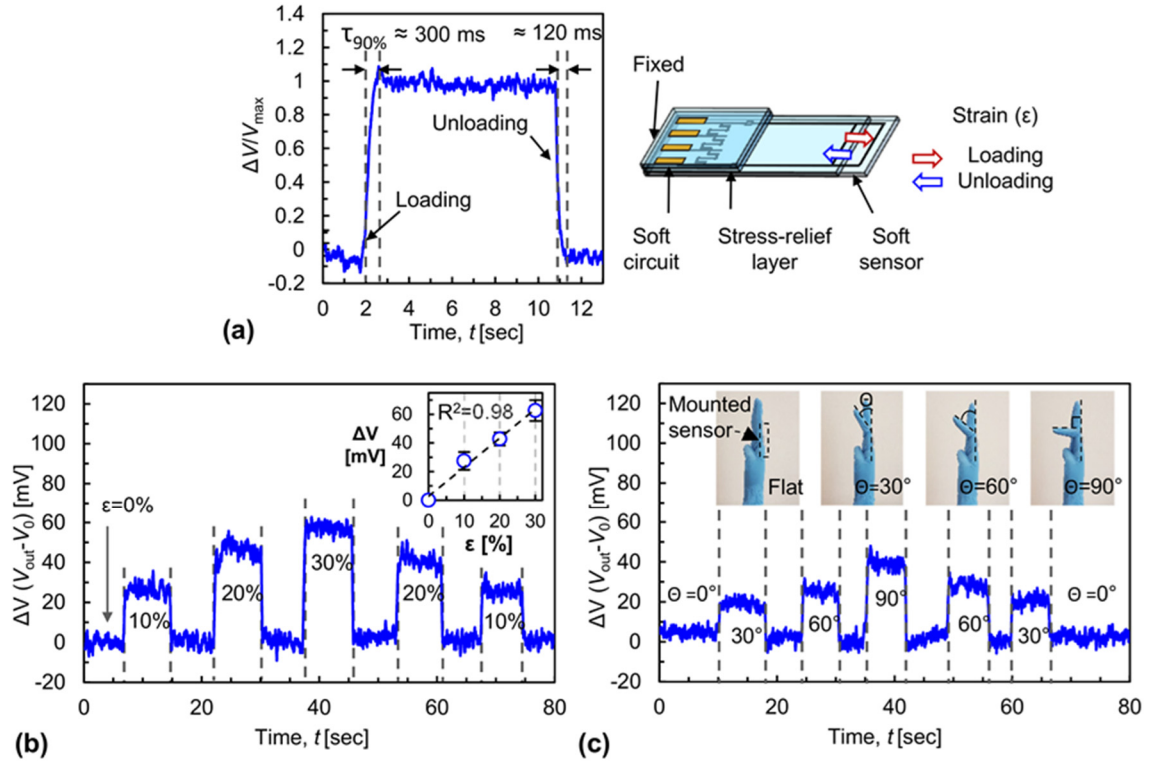 1.4
1.2
1
0.8
0.6
0.4
0.2
0
-0.2
ΔV/Vmax
τ90% ≈ 300 ms
≈ 120 ms
Unloading
Loading
0 2 4 6 8 10 12
Time, t [sec]
(a)
Fixed
Strain (ε)
Loading
Unloading
Soft
circuit
Stress-relief
layer
Soft
sensor
120
100
80
60
40
20
0
-20
ΔV (Vout-V0) [mV]
ε=0%
10%
20%
30%
20%
10%
R²=0.98
ΔV
[mV]
60
40
20
0
0 10 20 30
ε [%]
0 20 40 60 80
Time, t [sec]
(b)
120
100
80
60
40
20
0
-20
ΔV (Vout-V0) [mV]
Mounted
sensor
Flat
Θ
Θ=30°
Θ=60°
Θ=90°
Θ=0°
30°
60°
90°
60°
30°
Θ=0°
0 20 40 60 80
Time, t [sec]
(c)